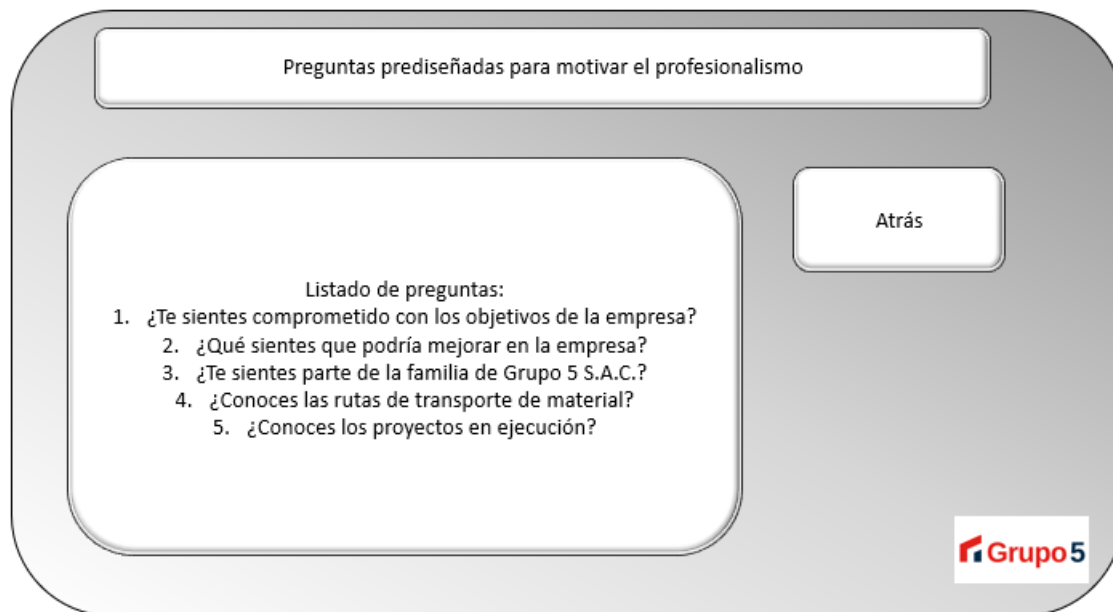 Preguntas prediseñadas para motivar el profesionalismo
Atrás
Listado de preguntas:
1. ¿Te sientes comprometido con los objetivos de la empresa?
2. ¿Qué sientes que podría mejorar en la empresa?
3. ¿Te sientes parte de la familia de Grupo 5 S.A.C.?
4. ¿Conoces las rutas de transporte de material?
5. ¿Conoces los proyectos en ejecución?
Grupo 5